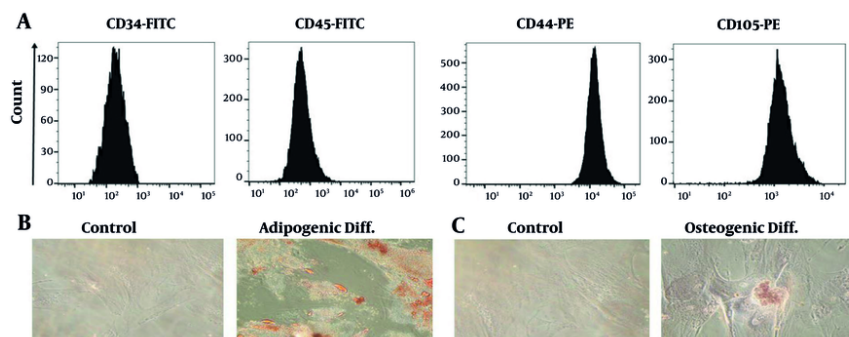 A
CD34-FITC
CD45-FITC
CD44-PE
CD105-PE
Count
120
90
60
30
0
10¹ 10² 10³ 10⁴ 10⁵
300
200
100
0
10¹ 10² 10³ 10⁴ 10⁵ 10⁶
500
400
300
200
100
0
10¹ 10² 10³ 10⁴ 10⁵
300
200
100
0
10¹ 10² 10³ 10⁴
B
Control
Adipogenic Diff.
C
Control
Osteogenic Diff.